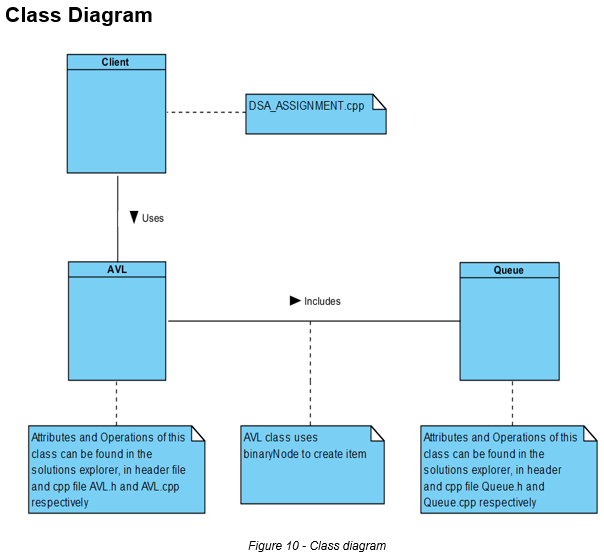 Class Diagram
Client
DSA_ASSIGNMENT.cpp
Uses
AVL
Queue
Includes
Attributes and Operations of this
class can be found in the
solutions explorer, in header file
and cpp file AVL.h and AVL.cpp
respectively
AVL class uses
binaryNode to create item
Attributes and Operations of this
class can be found in the
solutions explorer, in header
and cpp file Queue.h and
Queue.cpp respectively
Figure 10 - Class diagram